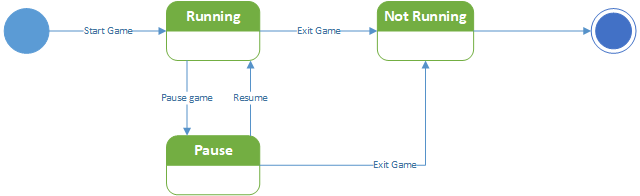 Running
Not Running
Start Game
Exit Game
Pause game
Resume
Pause
Exit Game